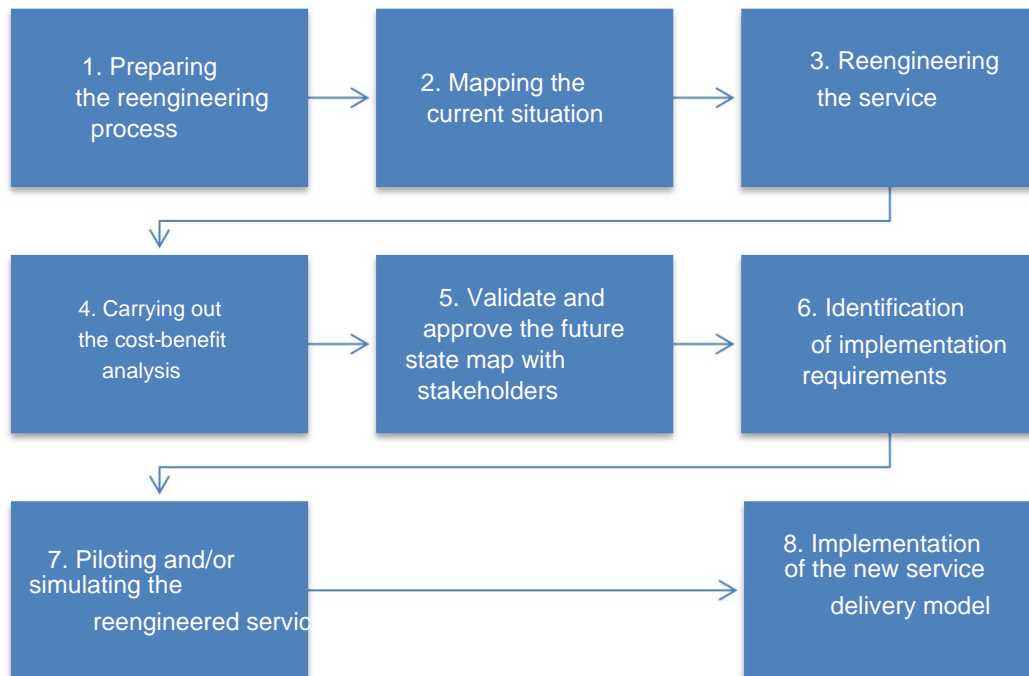 1. Preparing
the reengineering
process
2. Mapping the
current situation
3. Reengineering
the service
4. Carrying out
the cost-benefit
analysis
5. Validate and
approve the future
state map with
stakeholders
6. Identification
of implementation
requirements
7. Piloting and/or
simulating the
reengineered servic
8. Implementation
of the new service
delivery model